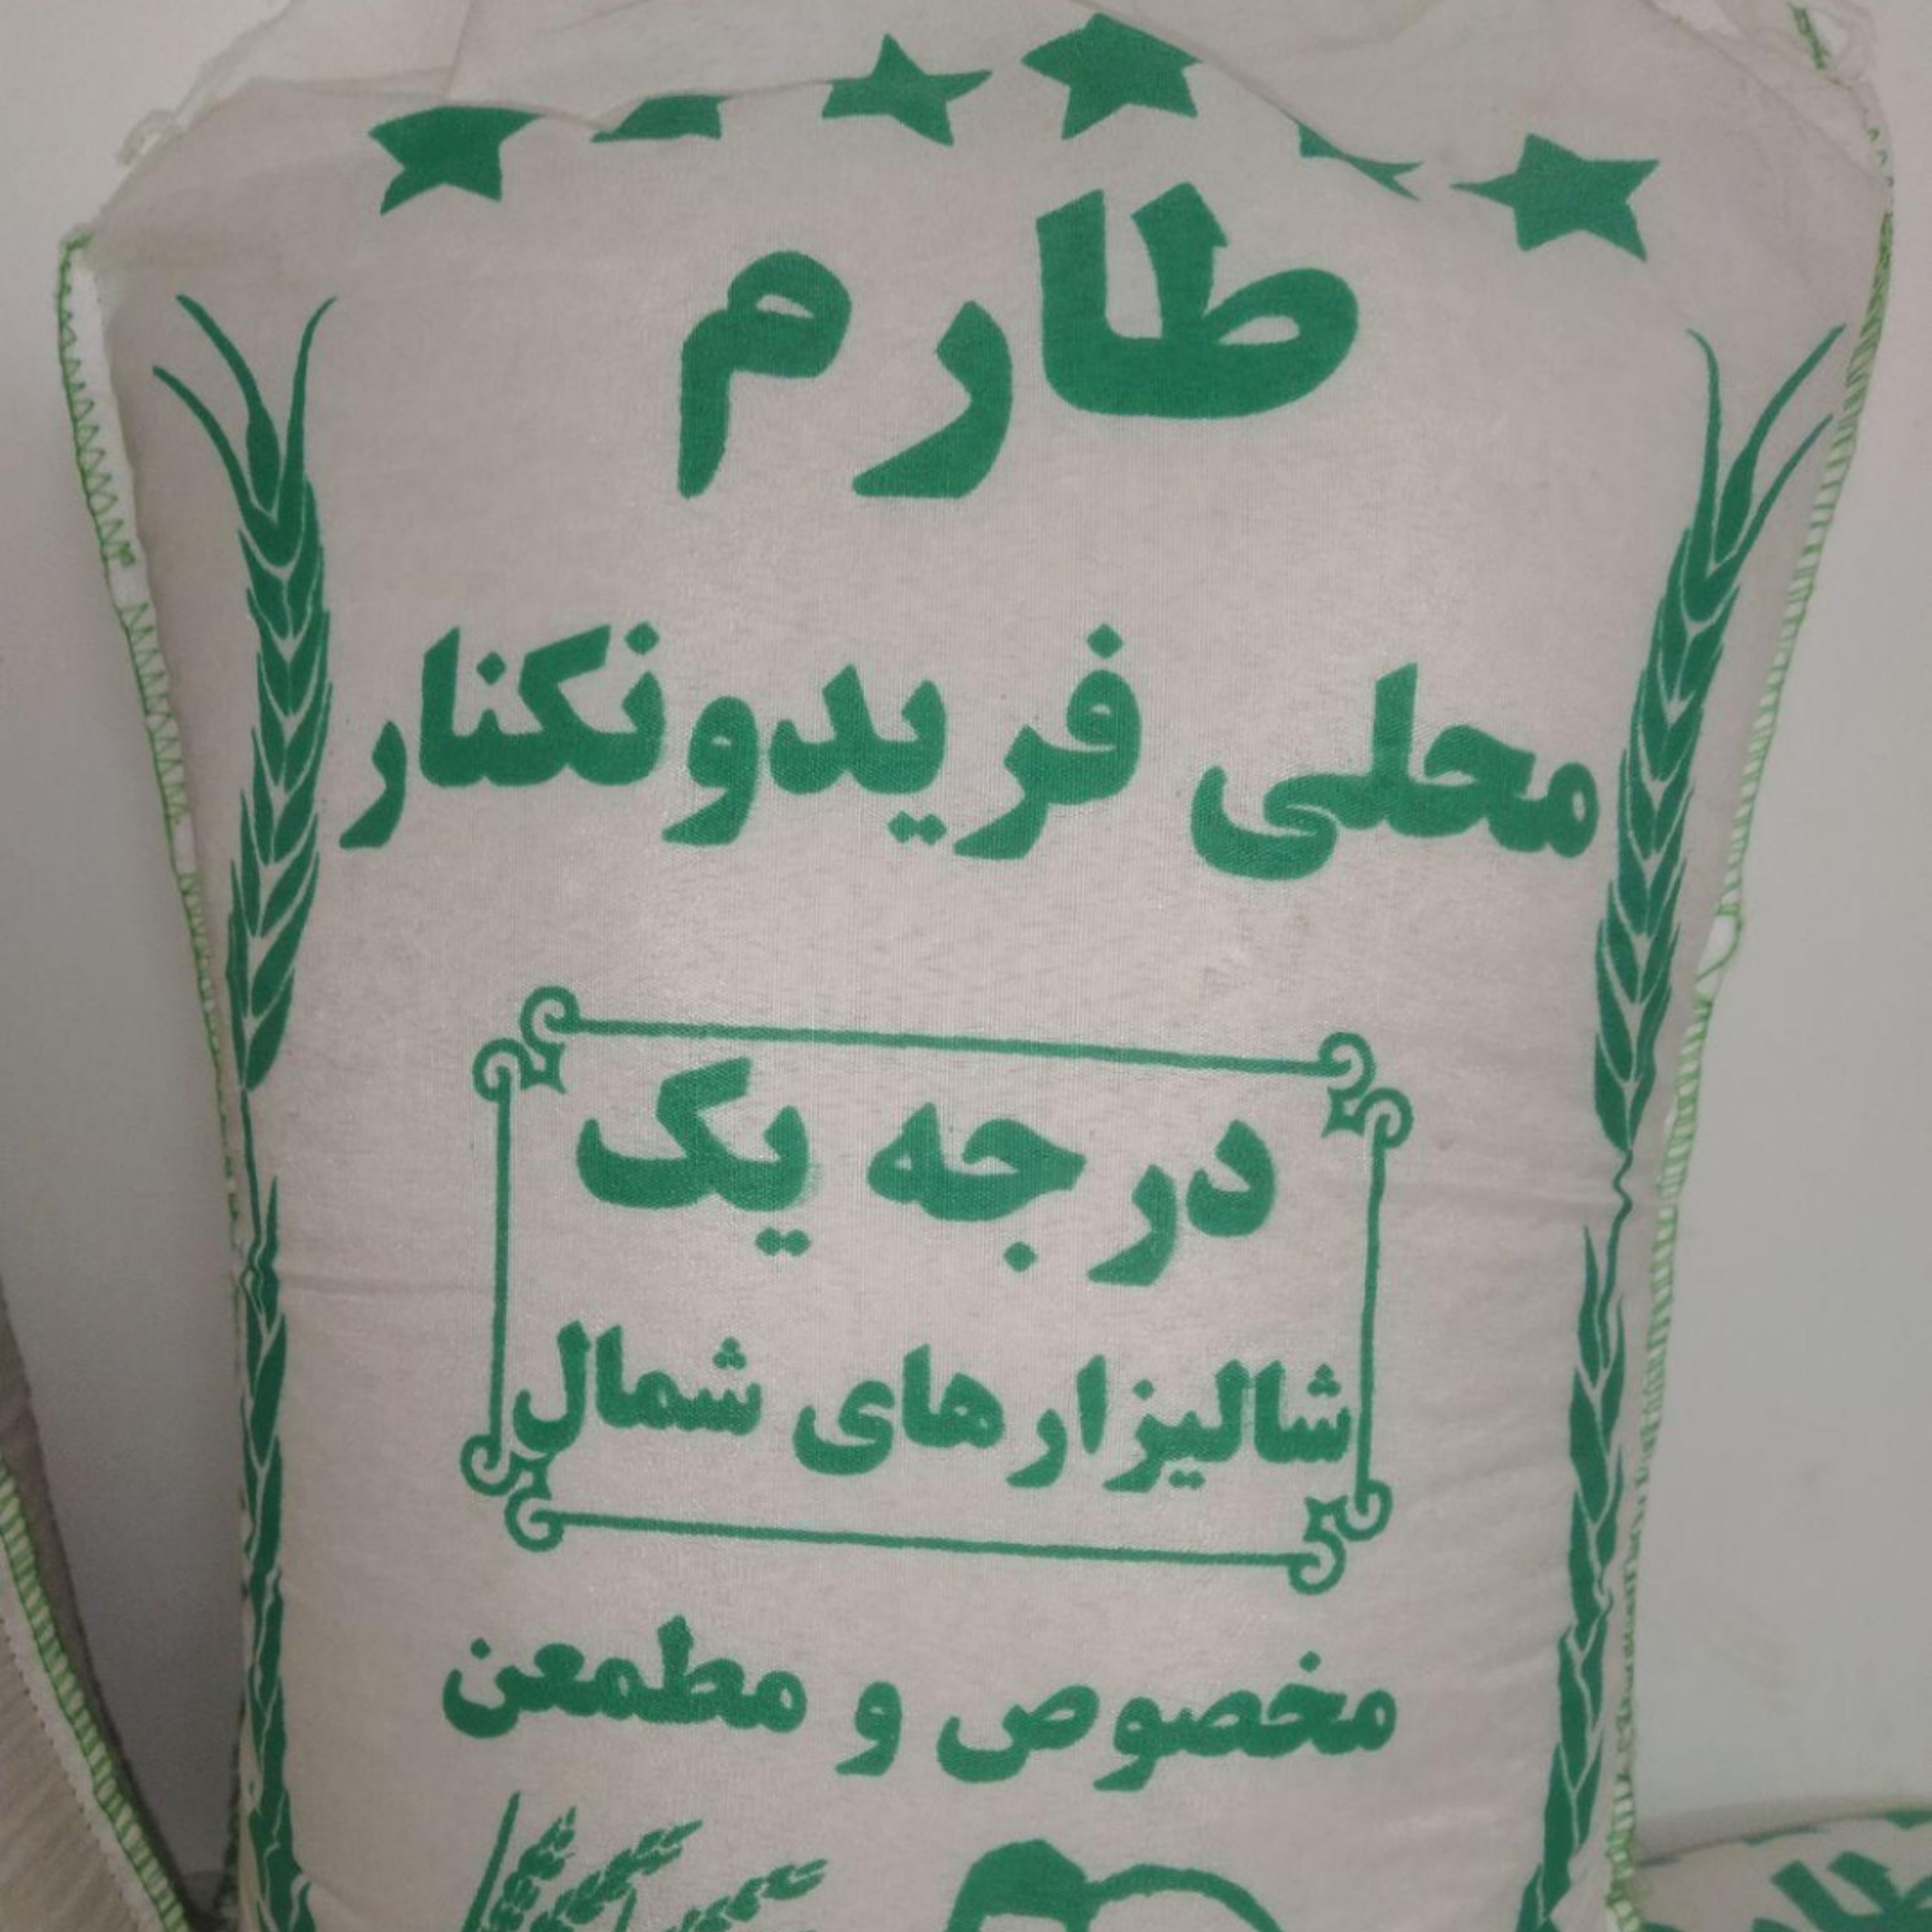 طارم
محلی فریدونکنار
درجه یک
شالیزارهای شمال
مخصوص و مطمعن